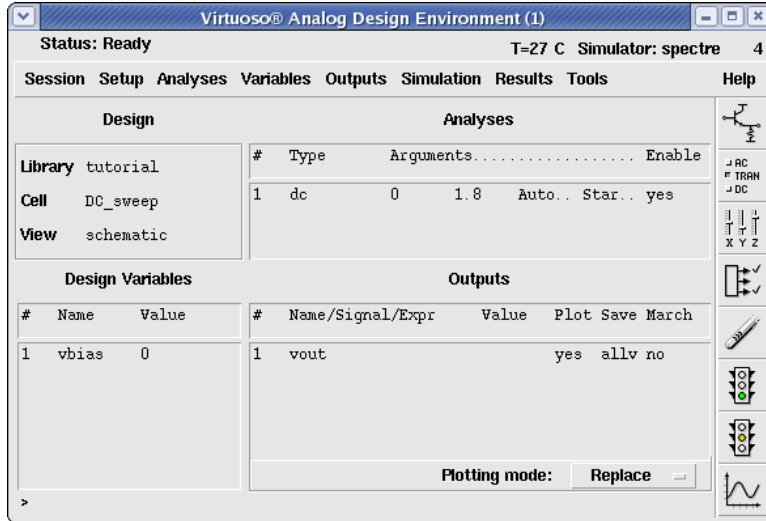 Virtuoso® Analog Design Environment (1)
Status: Ready T=27 C Simulator: spectre 4
Session Setup Analyses Variables Outputs Simulation Results Tools Help
Design
Library tutorial
Cell DC_sweep
View schematic
Analyses
# Type Arguments................... Enable
1 dc 0 1.8 Auto.. Star.. yes
Design Variables
# Name Value
1 vbias 0
Outputs
# Name/Signal/Expr Value Plot Save March
1 vout yes allv no
Plotting mode: Replace
>
AC
TRAN
DC
X Y Z